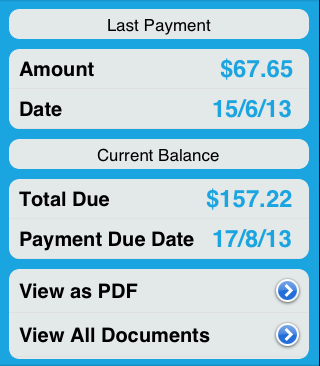 Last Payment
Amount $67.65
Date 15/6/13
Current Balance
Total Due $157.22
Payment Due Date 17/8/13
View as PDF
View All Documents